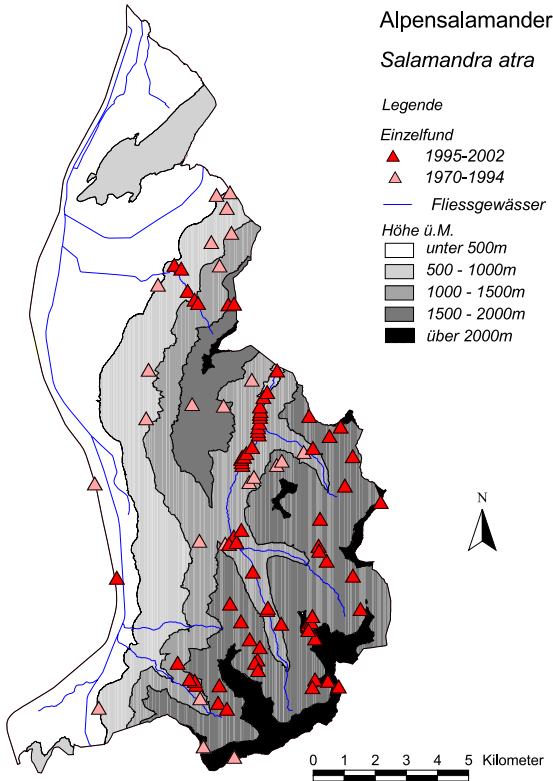 Alpensalamander
Salamandra atra
Legende
Einzelfund
1995-2002
1970-1994
Fliessgewässer
Höhe ü.M.
unter 500m
500 - 1000m
1000 - 1500m
1500 - 2000m
über 2000m
N
0 1 2 3 4 5 Kilometer